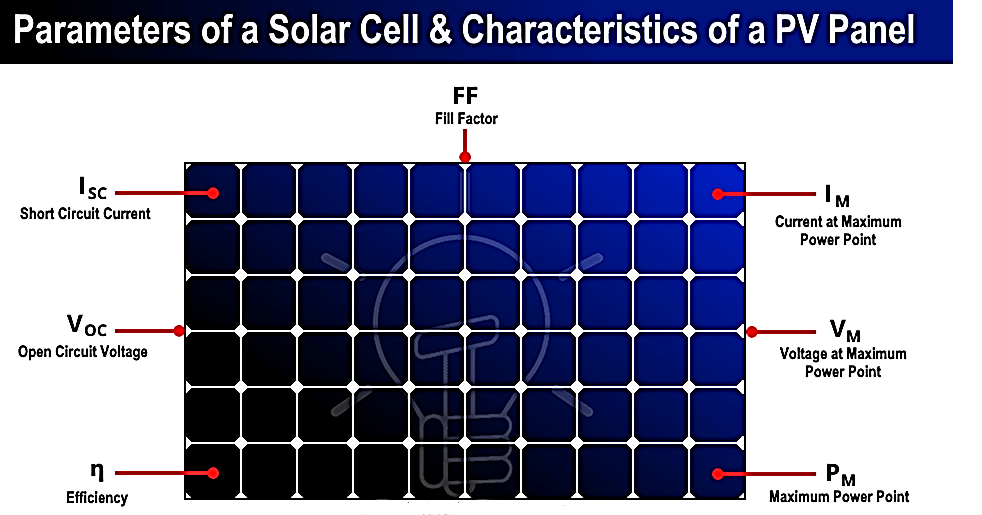 Parameters of a Solar Cell & Characteristics of a PV Panel
FF
Fill Factor
ISC
Short Circuit Current
IM
Current at Maximum
Power Point
VOC
Open Circuit Voltage
VM
Voltage at Maximum
Power Point
η
Efficiency
PM
Maximum Power Point